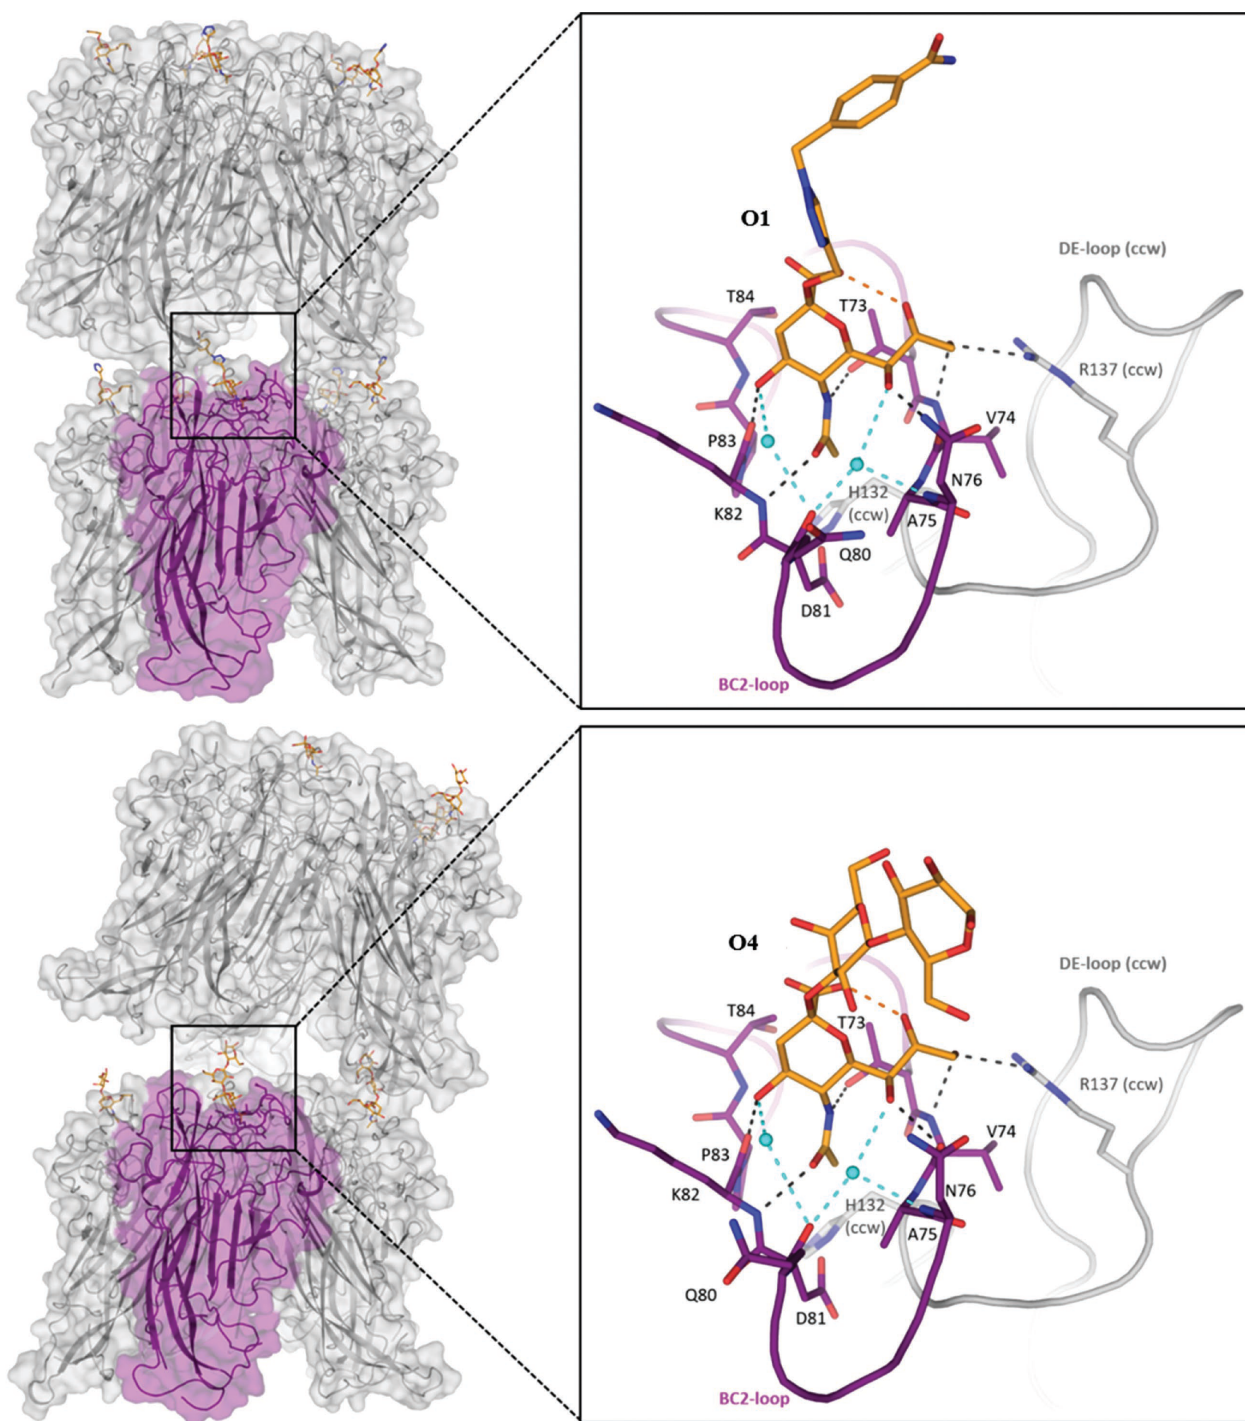 O1
DE-loop (ccw)
T84
T73
R137 (ccw)
P83
V74
K82
H132
(ccw)
N76
A75
Q80
D81
BC2-loop
O4
DE-loop (ccw)
T84
T73
R137 (ccw)
P83
V74
K82
H132
(ccw)
N76
A75
Q80
D81
BC2-loop